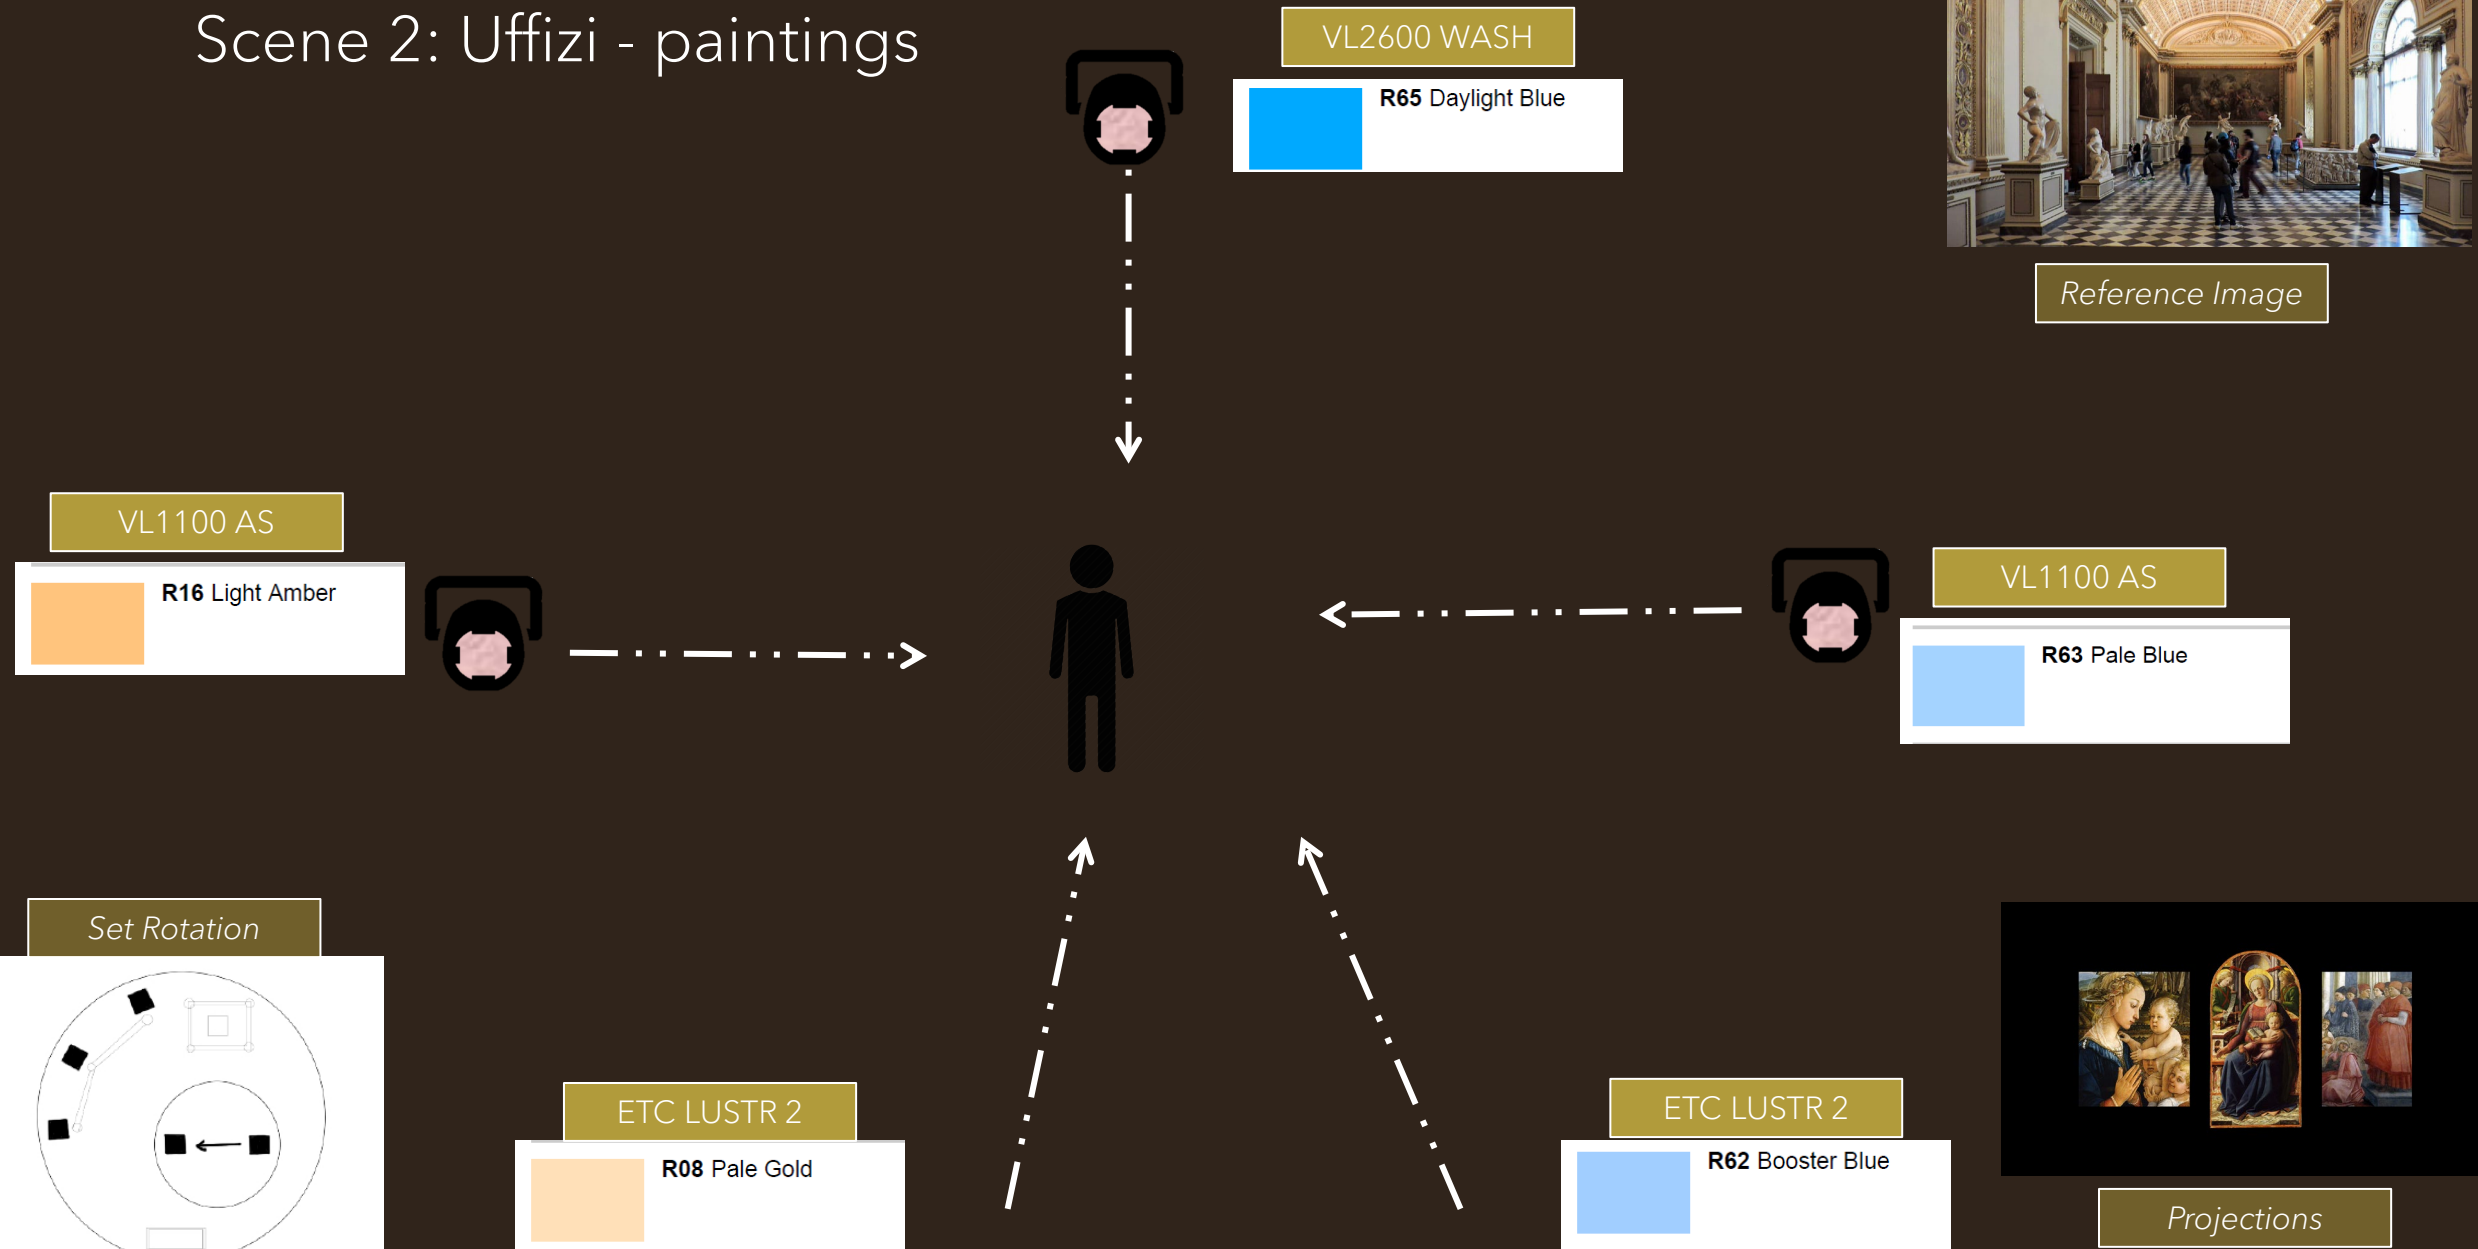 Scene 2: Uffizi - paintings
VL2600 WASH
R65 Daylight Blue
Reference Image
VL1100 AS
R16 Light Amber
VL1100 AS
R63 Pale Blue
Set Rotation
ETC LUSTR 2
R08 Pale Gold
ETC LUSTR 2
R62 Booster Blue
Projections